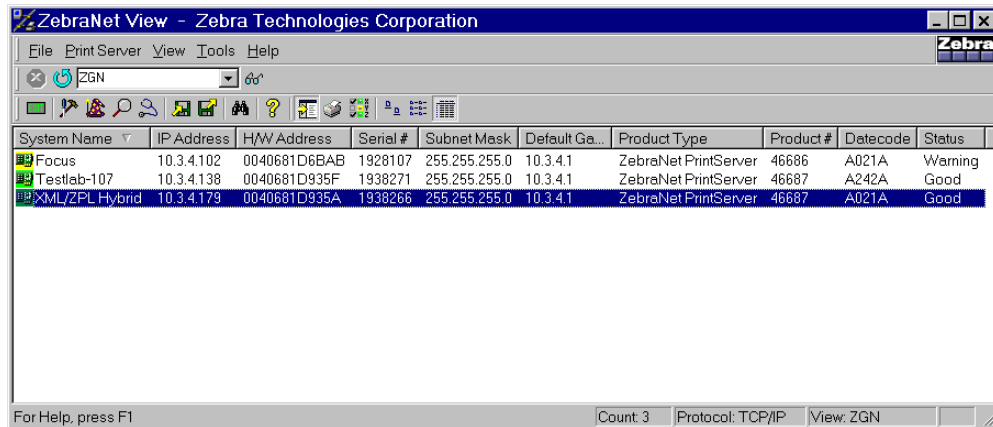 ZebraNet View - Zebra Technologies Corporation
File Print Server View Tools Help
Zebra
ZGN
System Name IP Address H/W Address Serial # Subnet Mask Default Ga... Product Type Product # Datecode Status
Focus 10.3.4.102 0040681D6BAB 1928107 255.255.255.0 10.3.4.1 ZebraNet PrintServer 46686 A021A Warning
Testlab-107 10.3.4.138 0040681D935F 1938271 255.255.255.0 10.3.4.1 ZebraNet PrintServer 46687 A242A Good
XML/ZPL Hybrid 10.3.4.179 0040681D935A 1938266 255.255.255.0 10.3.4.1 ZebraNet PrintServer 46687 A021A Good
For Help, press F1 Count: 3 Protocol: TCP/IP View: ZGN